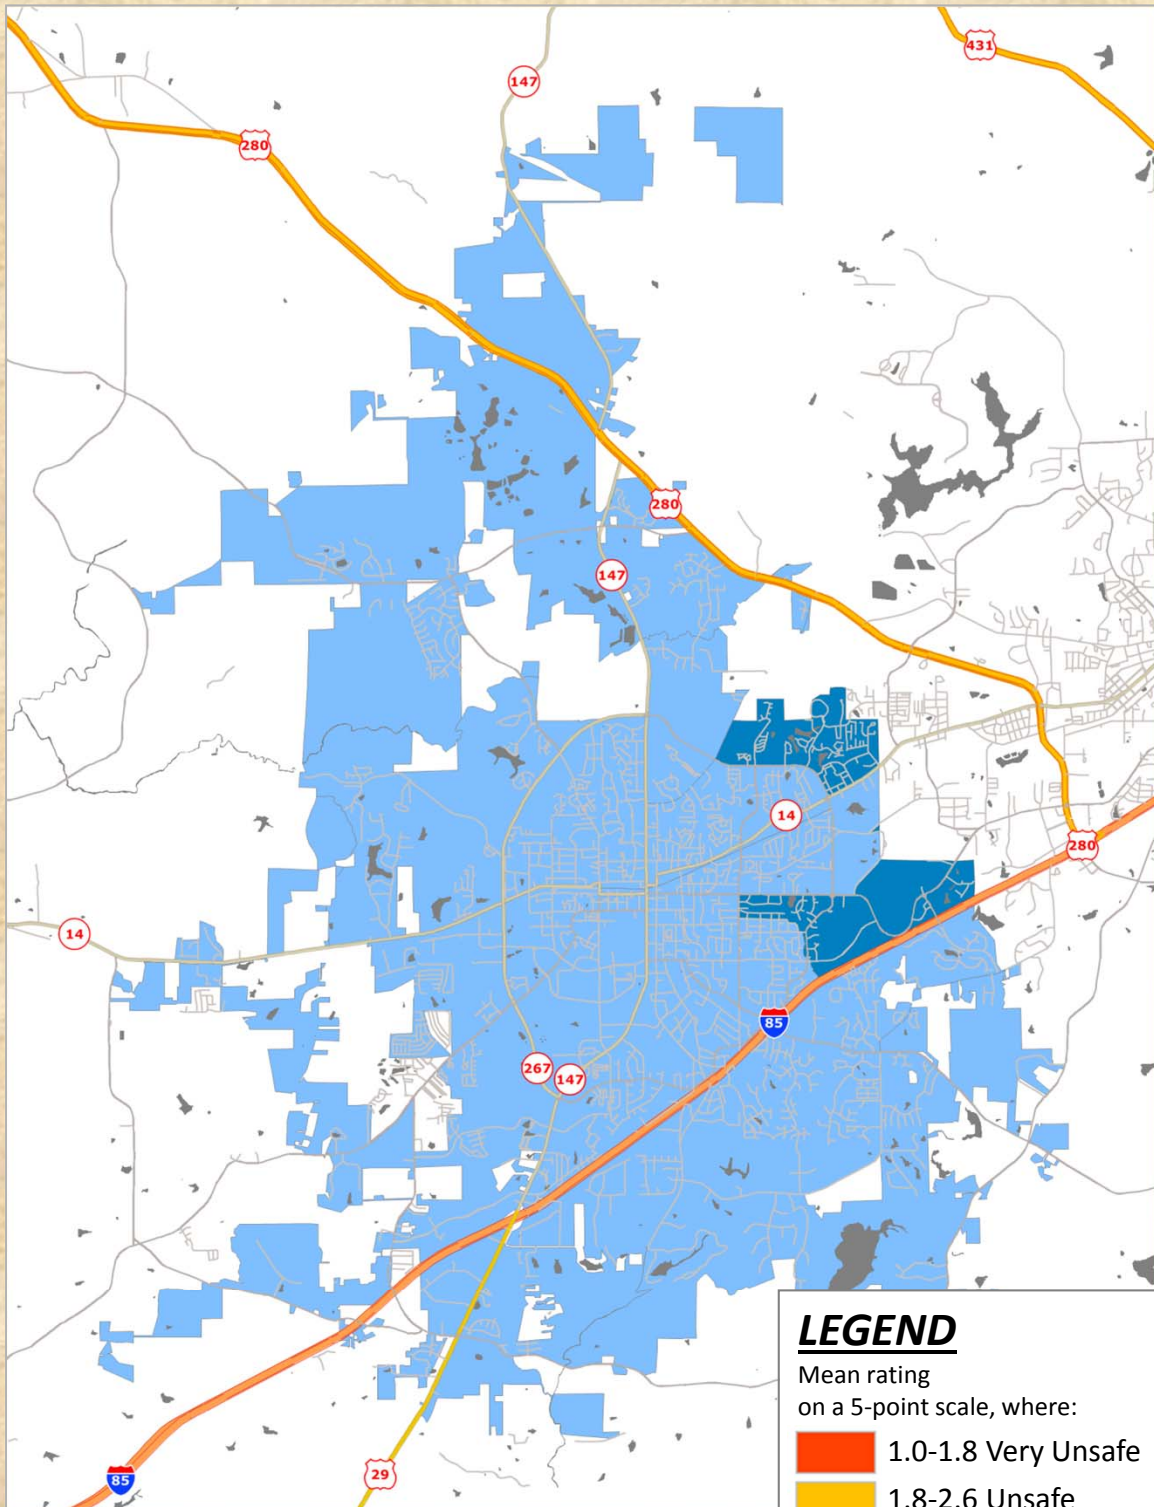 431
147
280
280
147
14
280
14
85
267
147
LEGEND
Mean rating
on a 5-point scale, where:
1.0-1.8 Very Unsafe
1.8-2.6 Unsafe
29
85